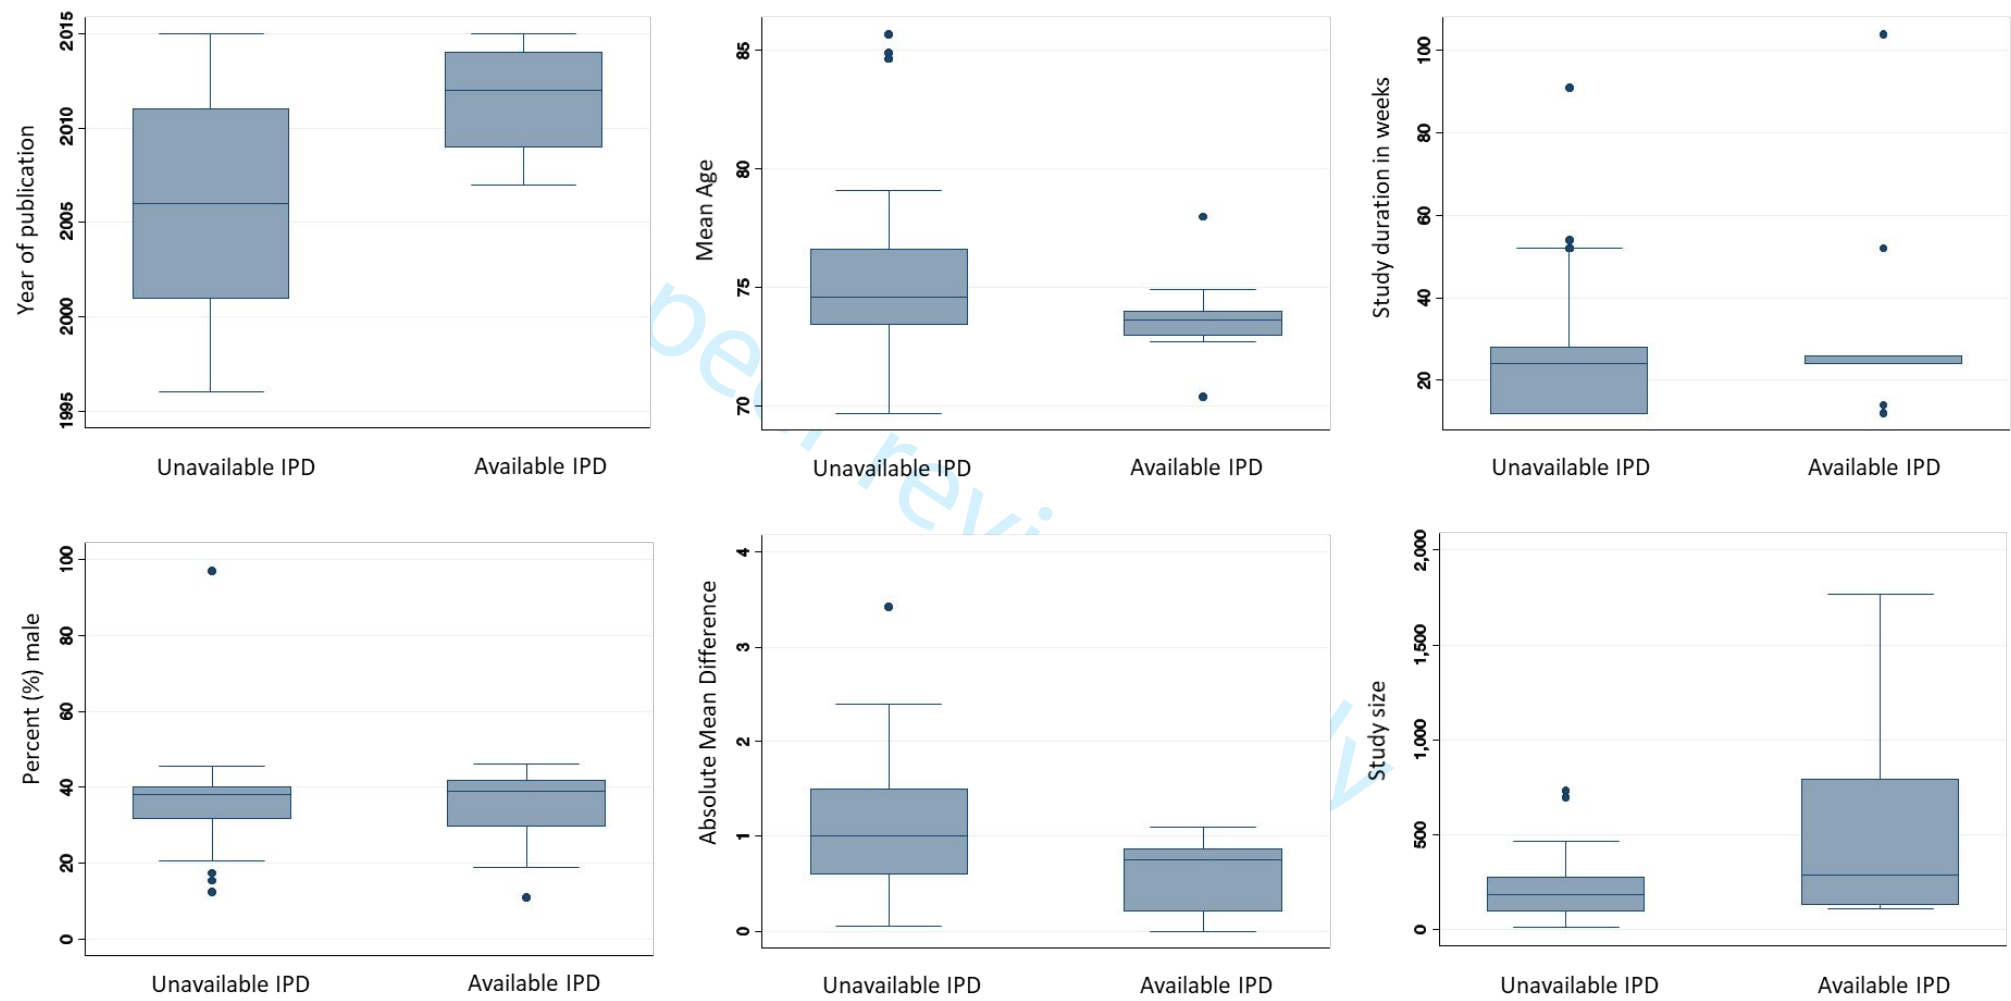 Year of publication
2015
2010
2005
2000
1995
Unavailable IPD
Available IPD
Mean Age
85
80
75
70
Unavailable IPD
Available IPD
Study duration in weeks
100
80
60
40
20
Unavailable IPD
Available IPD
Percent (%) male
100
80
60
40
20
0
Unavailable IPD
Available IPD
Absolute Mean Difference
4
3
2
1
0
Unavailable IPD
Available IPD
Study size
2,000
1,500
1,000
500
0
Unavailable IPD
Available IPD